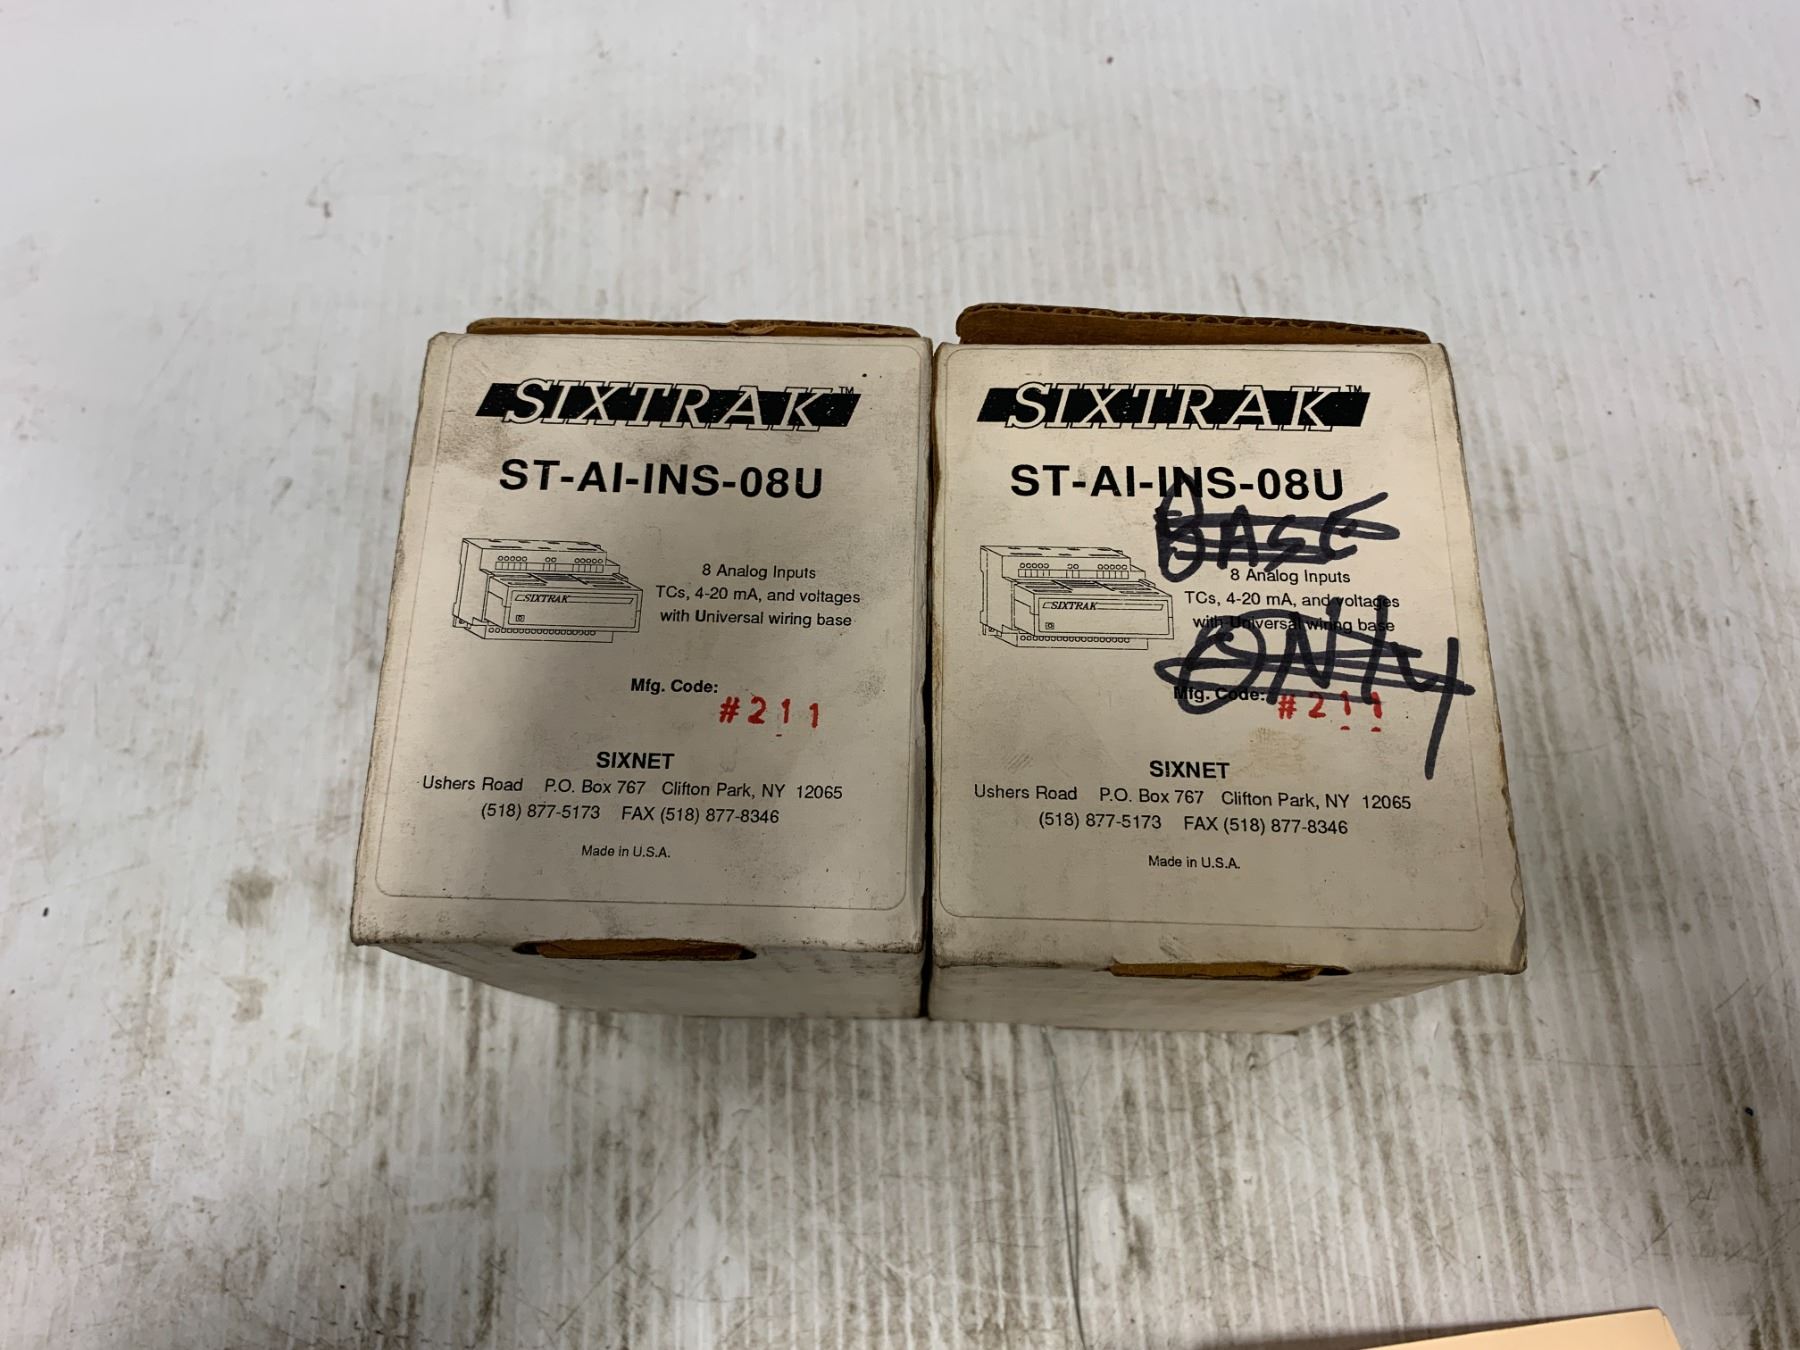 SIXTRAK™
ST-AI-INS-08U
8 Analog Inputs
TCs, 4-20 mA, and voltages
with Universal wiring base
SIXTRAK
Mfg. Code:
#211
SIXNET
Ushers Road P.O. Box 767 Clifton Park, NY 12065
(518) 877-5173 FAX (518) 877-8346
Made in U.S.A.
SIXTRAK™
ST-AI-INS-08U
BASE
8 Analog Inputs
TCs, 4-20 mA, and voltages
with Universal wiring base
SIXTRAK
ONLY
Mfg. Code:
#211
SIXNET
Ushers Road P.O. Box 767 Clifton Park, NY 12065
(518) 877-5173 FAX (518) 877-8346
Made in U.S.A.